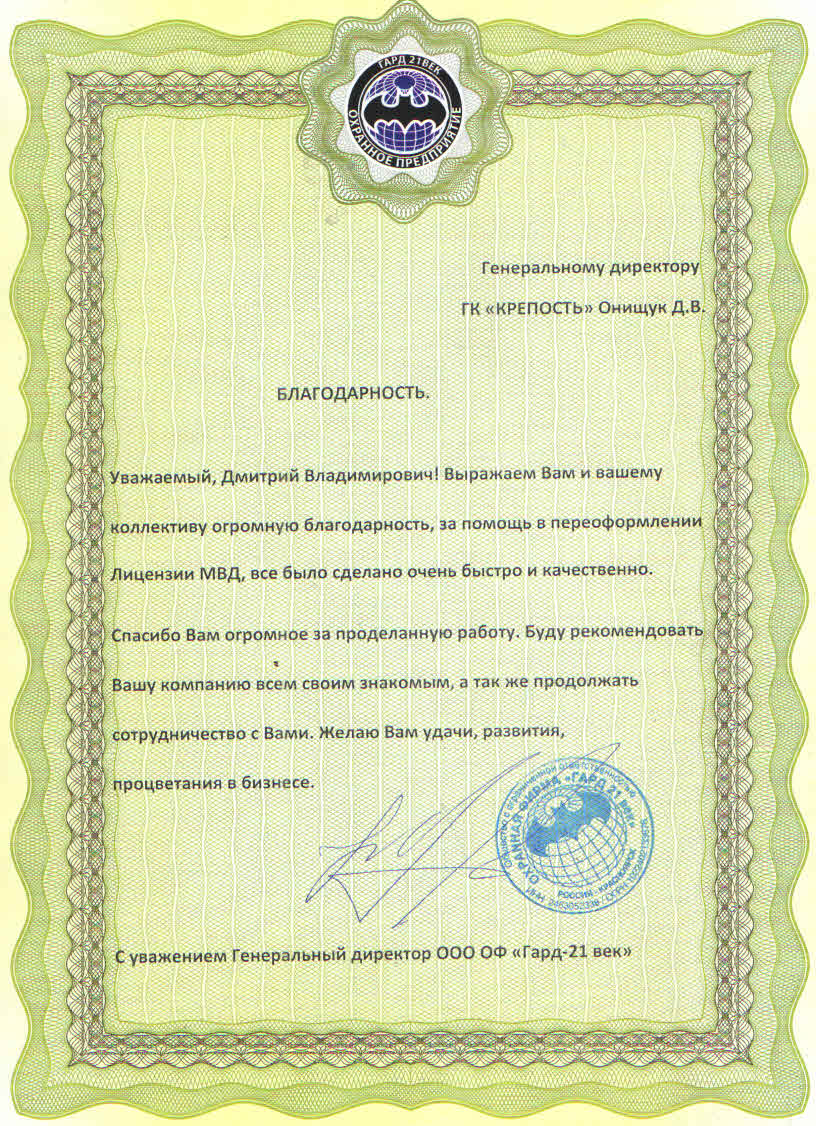 ГАРД 21ВЕК
ОХРАННОЕ ПРЕДПРИЯТИЕ
Генеральному директору
ГК «КРЕПОСТЬ» Онищук Д.В.
БЛАГОДАРНОСТЬ.
Уважаемый, Дмитрий Владимирович! Выражаем Вам и вашему
коллективу огромную благодарность, за помощь в переоформлении
Лицензии МВД, все было сделано очень быстро и качественно.
Спасибо Вам огромное за проделанную работу. Буду рекомендовать
Вашу компанию всем своим знакомым, а так же продолжать
сотрудничество с Вами. Желаю Вам удачи, развития,
процветания в бизнесе.
Общество с ограниченной ответственностью
ОХРАННАЯ ФИРМА «ГАРД 21 ВЕК»
РОССИЯ - КРАСНОЯРСК
ИНН ОГРН
С уважением Генеральный директор ООО ОФ «Гард-21 век»